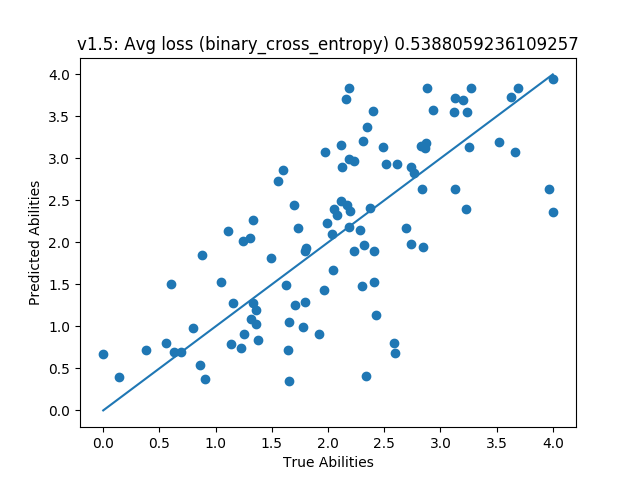 v1.5: Avg loss (binary_cross_entropy) 0.5388059236109257
4.0
3.5
3.0
2.5
2.0
1.5
1.0
0.5
0.0
Predicted Abilities
0.0 0.5 1.0 1.5 2.0 2.5 3.0 3.5 4.0
True Abilities